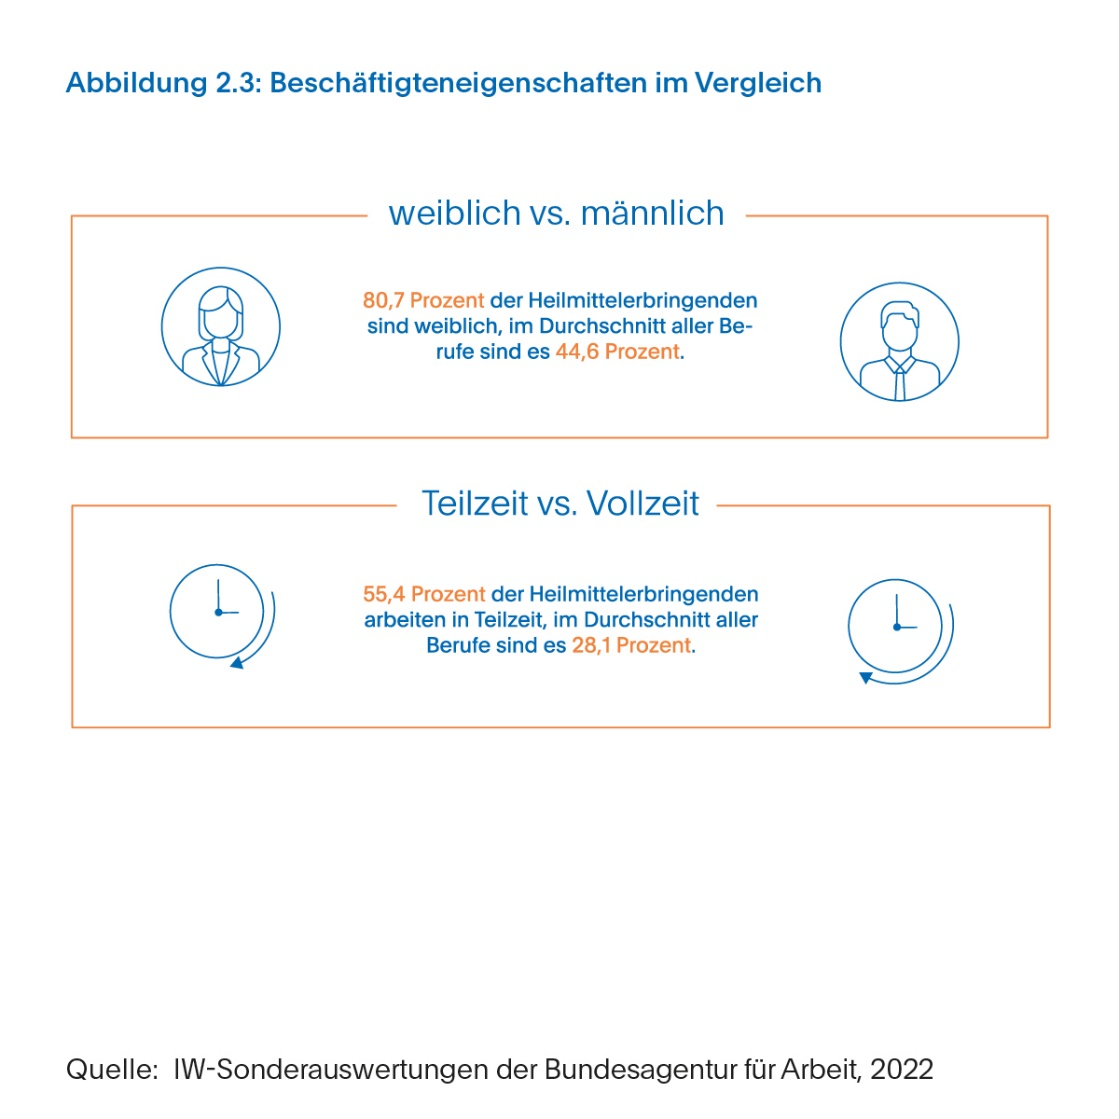 Abbildung 2.3: Beschäftigteneigenschaften im Vergleich
weiblich vs. männlich
80,7 Prozent der Heilmittelerbringenden
sind weiblich, im Durchschnitt aller Be-
rufe sind es 44,6 Prozent.
Teilzeit vs. Vollzeit
55,4 Prozent der Heilmittelerbringenden
arbeiten in Teilzeit, im Durchschnitt aller
Berufe sind es 28,1 Prozent.
Quelle: IW-Sonderauswertungen der Bundesagentur für Arbeit, 2022